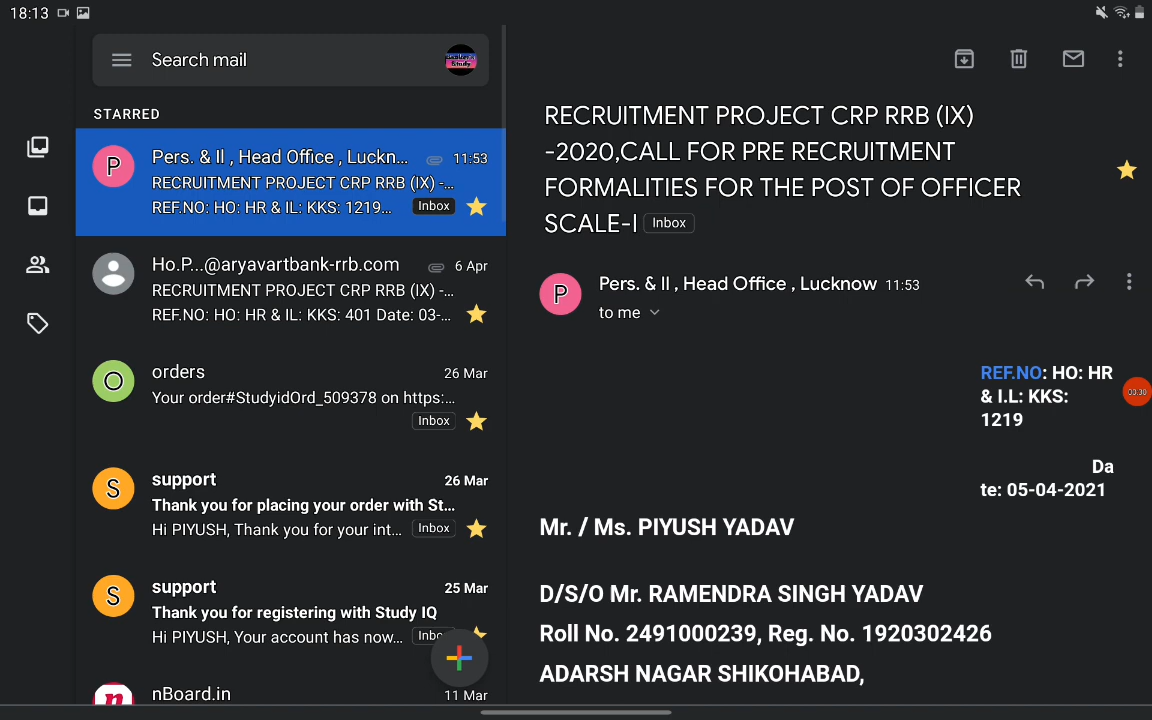 18:13
Search mail
STARRED
P
Pers. & Il , Head Office , Luckn...
11:53
RECRUITMENT PROJECT CRP RRB (IX) -...
REF.NO: HO: HR & IL: KKS: 1219...
Inbox
Ho.P...@aryavartbank-rrb.com
6 Apr
RECRUITMENT PROJECT CRP RRB (IX) -...
REF.NO: HO: HR & IL: KKS: 401 Date: 03-...
O
orders
26 Mar
Your order#StudyidOrd_509378 on https:...
Inbox
S
support
26 Mar
Thank you for placing your order with St...
Hi PIYUSH, Thank you for your int...
Inbox
S
support
25 Mar
Thank you for registering with Study IQ
Hi PIYUSH, Your account has now...
Inbo
n
nBoard.in
11 Mar
RECRUITMENT PROJECT CRP RRB (IX)
-2020,CALL FOR PRE RECRUITMENT
FORMALITIES FOR THE POST OF OFFICER
SCALE-I
Inbox
P
Pers. & Il , Head Office , Lucknow
11:53
to me
REF.NO: HO: HR
& I.L: KKS:
1219
00:30
Da
te: 05-04-2021
Mr. / Ms. PIYUSH YADAV
D/S/O Mr. RAMENDRA SINGH YADAV
Roll No. 2491000239, Reg. No. 1920302426
ADARSH NAGAR SHIKOHABAD,